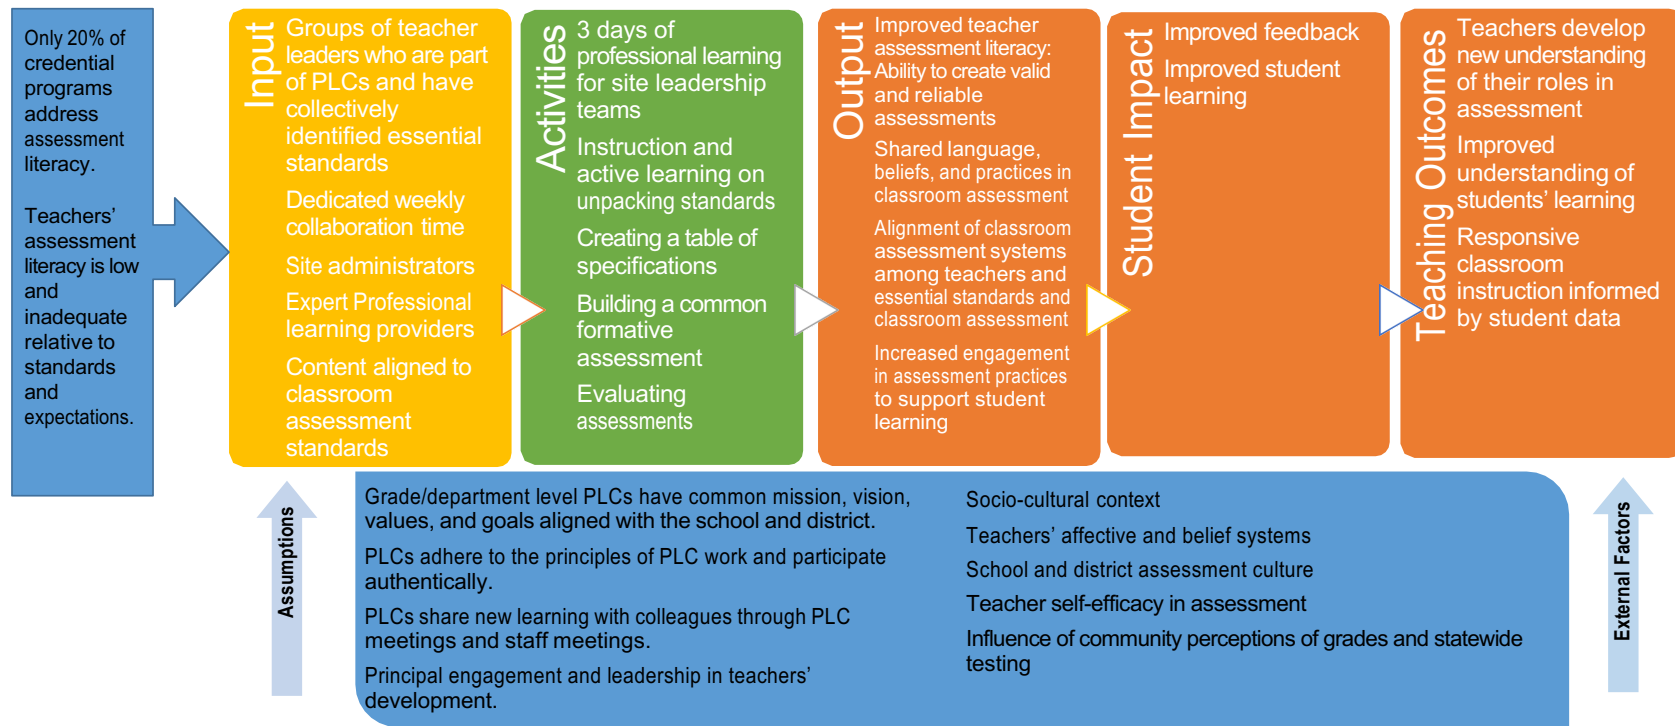 Only 20% of
credential
programs
address
assessment
literacy.
Teachers’
assessment
literacy is low
and
inadequate
relative to
standards
and
expectations.
Input
Groups of teacher
leaders who are part
of PLCs and have
collectively
identified essential
standards
Dedicated weekly
collaboration time
Site administrators
Expert Professional
learning providers
Content aligned to
classroom
assessment
standards
Activities
3 days of
professional learning
for site leadership
teams
Instruction and
active learning on
unpacking standards
Creating a table of
specifications
Building a common
formative
assessment
Evaluating
assessments
Output
Improved teacher
assessment literacy:
Ability to create valid
and reliable
assessments
Shared language,
beliefs, and practices in
classroom assessment
Alignment of classroom
assessment systems
among teachers and
essential standards and
classroom assessment
Increased engagement
in assessment practices
to support student
learning
Student Impact
Improved feedback
Improved student
learning
Teaching Outcomes
Teachers develop
new understanding
of their roles in
assessment
Improved
understanding of
students’ learning
Responsive
classroom
instruction informed
by student data
Assumptions
Grade/department level PLCs have common mission, vision,
values, and goals aligned with the school and district.
PLCs adhere to the principles of PLC work and participate
authentically.
PLCs share new learning with colleagues through PLC
meetings and staff meetings.
Principal engagement and leadership in teachers’
development.
Socio-cultural context
Teachers’ affective and belief systems
School and district assessment culture
Teacher self-efficacy in assessment
Influence of community perceptions of grades and statewide
testing
External Factors